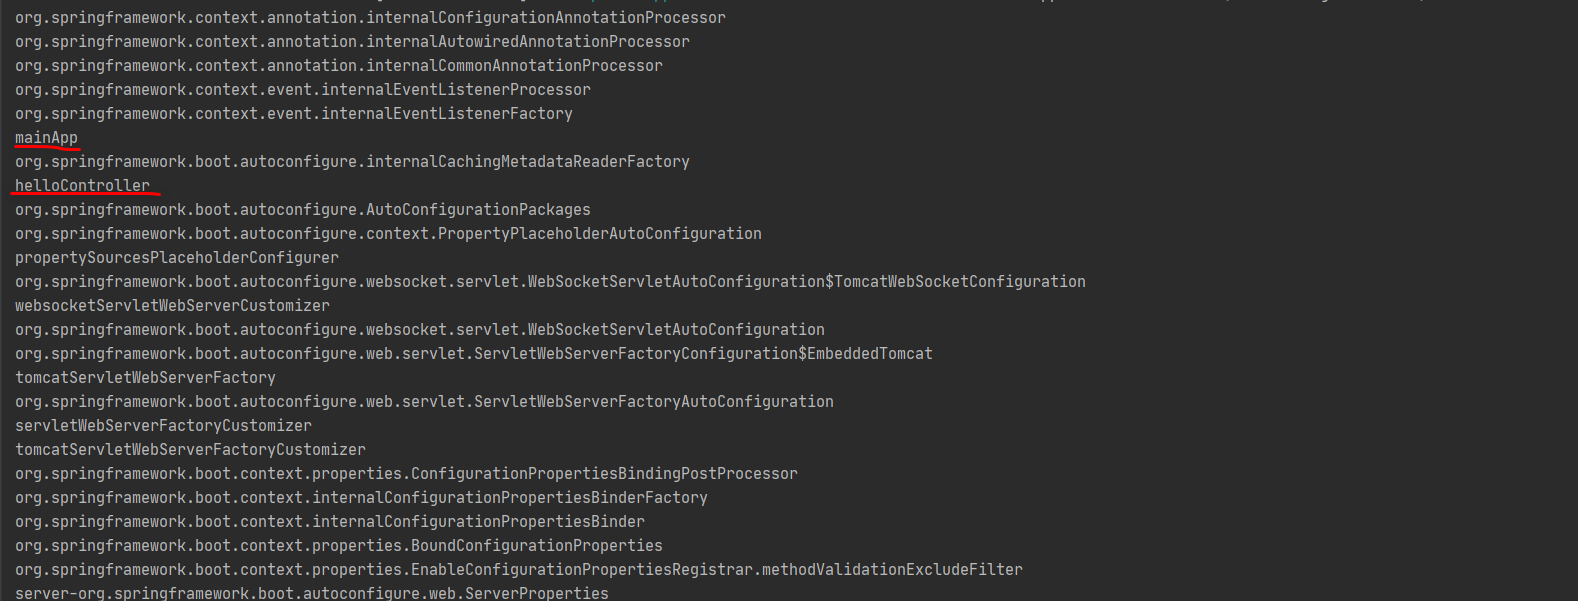 org.springframework.context.annotation.internalConfigurationAnnotationProcessor
org.springframework.context.annotation.internalAutowiredAnnotationProcessor
org.springframework.context.annotation.internalCommonAnnotationProcessor
org.springframework.context.event.internalEventListenerProcessor
org.springframework.context.event.internalEventListenerFactory
mainApp
org.springframework.boot.autoconfigure.internalCachingMetadataReaderFactory
helloController
org.springframework.boot.autoconfigure.AutoConfigurationPackages
org.springframework.boot.autoconfigure.context.PropertyPlaceholderAutoConfiguration
propertySourcesPlaceholderConfigurer
org.springframework.boot.autoconfigure.websocket.servlet.WebSocketServletAutoConfiguration$TomcatWebSocketConfiguration
websocketServletWebServerCustomizer
org.springframework.boot.autoconfigure.websocket.servlet.WebSocketServletAutoConfiguration
org.springframework.boot.autoconfigure.web.servlet.ServletWebServerFactoryConfiguration$EmbeddedTomcat
tomcatServletWebServerFactory
org.springframework.boot.autoconfigure.web.servlet.ServletWebServerFactoryAutoConfiguration
servletWebServerFactoryCustomizer
tomcatServletWebServerFactoryCustomizer
org.springframework.boot.context.properties.ConfigurationPropertiesBindingPostProcessor
org.springframework.boot.context.internalConfigurationPropertiesBinderFactory
org.springframework.boot.context.internalConfigurationPropertiesBinder
org.springframework.boot.context.properties.BoundConfigurationProperties
org.springframework.boot.context.properties.EnableConfigurationPropertiesRegistrar.methodValidationExcludeFilter
server-org.springframework.boot.autoconfigure.web.ServerProperties